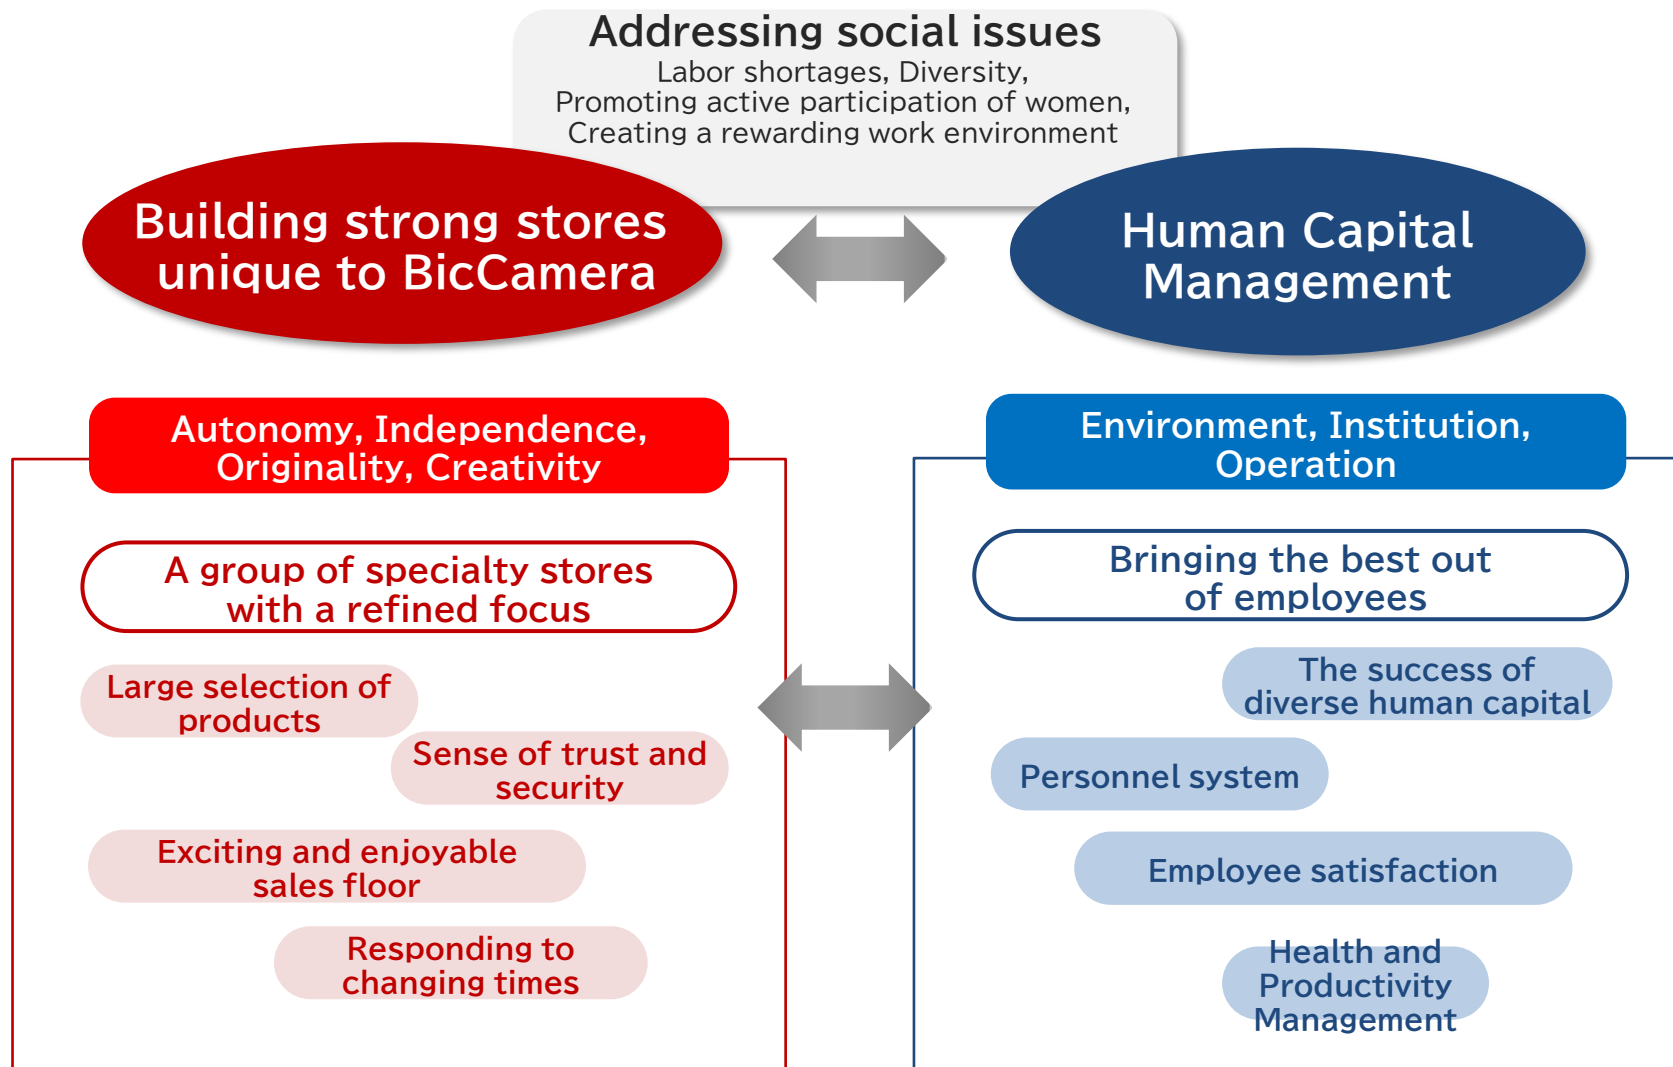 Addressing social issues
Labor shortages, Diversity,
Promoting active participation of women,
Creating a rewarding work environment
Building strong stores
unique to BicCamera
Human Capital
Management
Autonomy, Independence,
Originality, Creativity
A group of specialty stores
with a refined focus
Large selection of
products
Sense of trust and
security
Exciting and enjoyable
sales floor
Responding to
changing times
Environment, Institution,
Operation
Bringing the best out
of employees
The success of
diverse human capital
Personnel system
Employee satisfaction
Health and
Productivity
Management